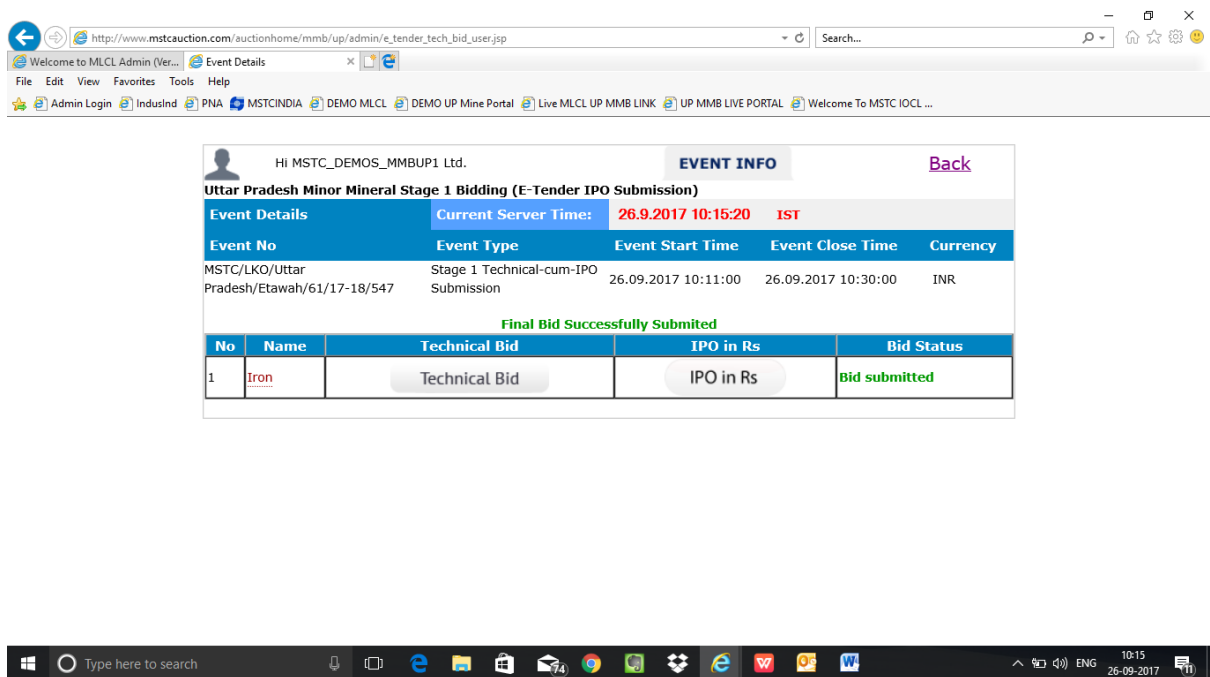 http://www.mstcauction.com/auctionhome/mmb/up/admin/e_tender_tech_bid_user.jsp
Search...
Welcome to MLCL Admin (Ver...
Event Details
File Edit View Favorites Tools Help
Admin Login IndusInd PNA MSTCINDIA DEMO MLCL DEMO UP Mine Portal Live MLCL UP MMB LINK UP MMB LIVE PORTAL Welcome To MSTC IOCL ...
Hi MSTC_DEMOS_MMBUP1 Ltd. EVENT INFO Back
Uttar Pradesh Minor Mineral Stage 1 Bidding (E-Tender IPO Submission)
Event Details Current Server Time: 26.9.2017 10:15:20 IST
Event No Event Type Event Start Time Event Close Time Currency
MSTC/LKO/Uttar
Pradesh/Etawah/61/17-18/547
Stage 1 Technical-cum-IPO
Submission
26.09.2017 10:11:00 26.09.2017 10:30:00 INR
Final Bid Successfully Submited
No Name Technical Bid IPO in Rs Bid Status
1 Iron Technical Bid IPO in Rs Bid submitted
Type here to search
74
ENG
10:15
26-09-2017
11